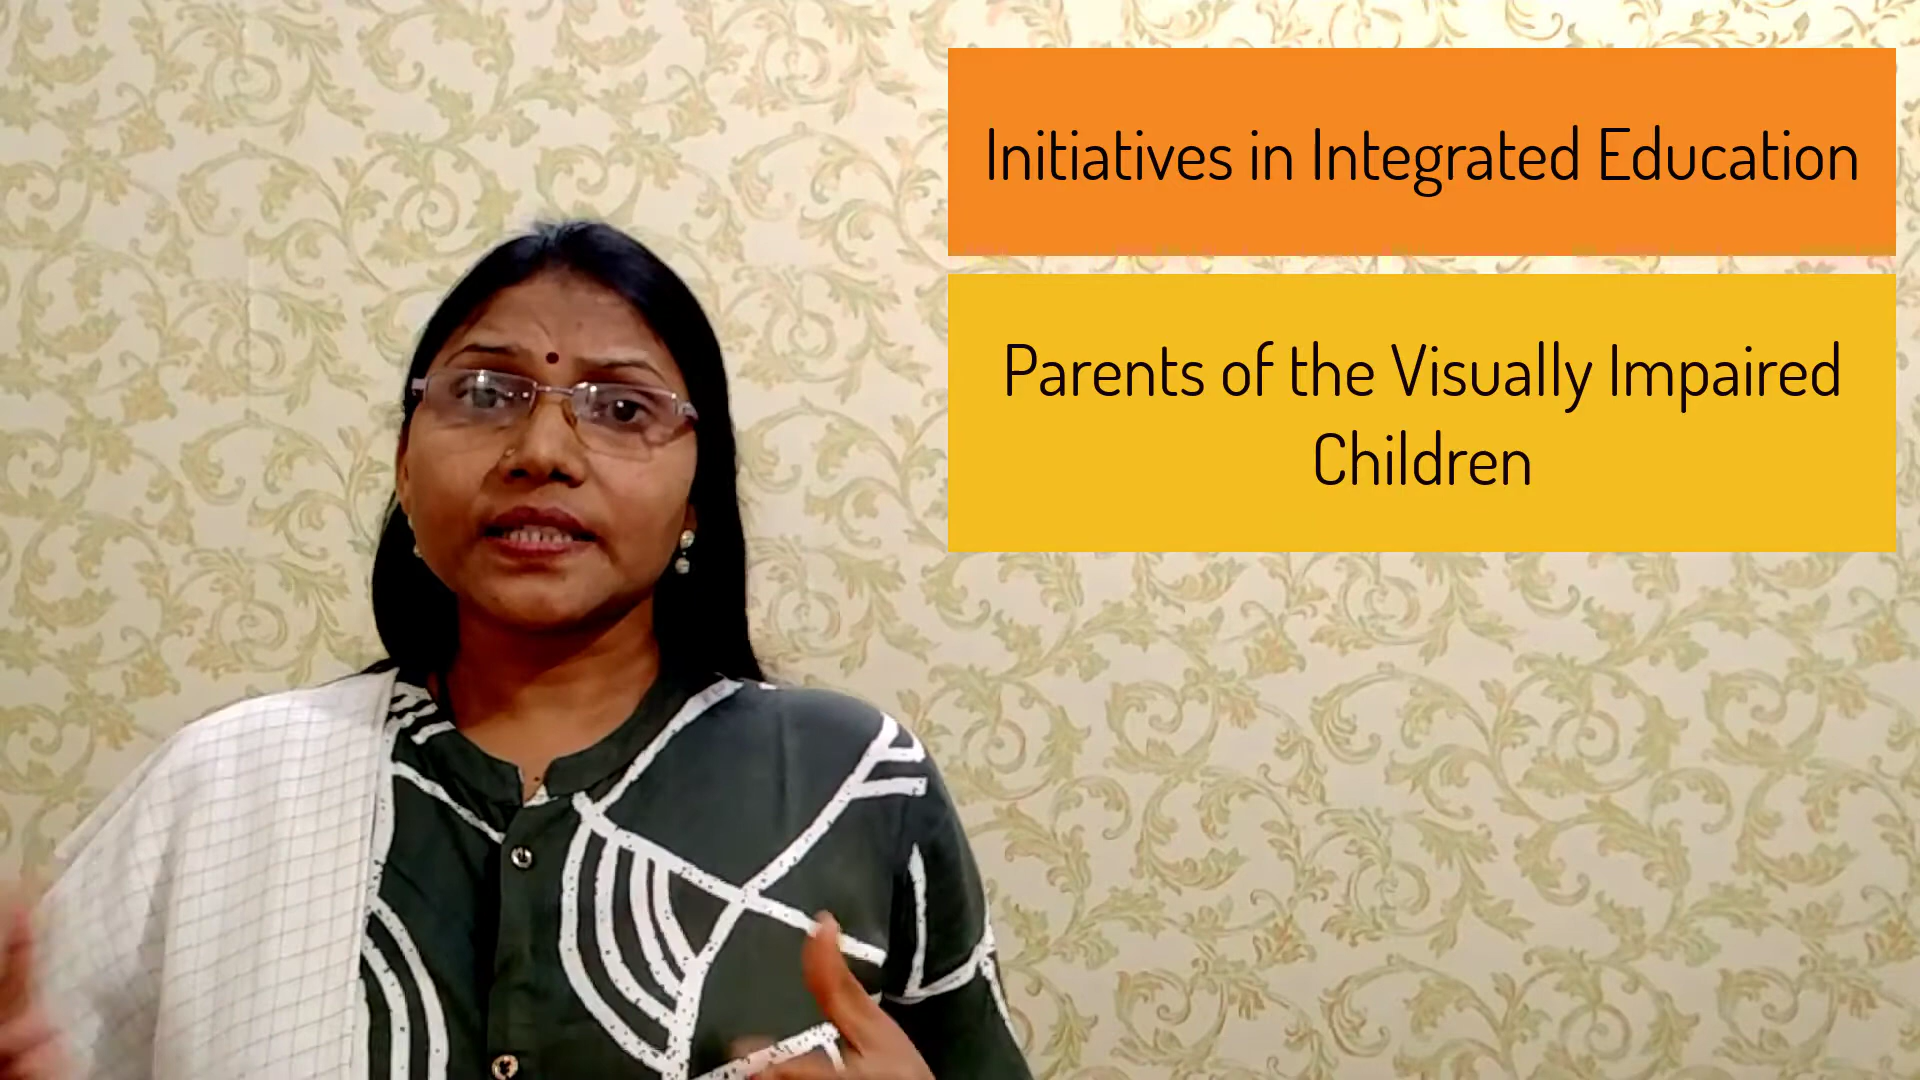 Initiatives in Integrated Education
Parents of the Visually Impaired
Children